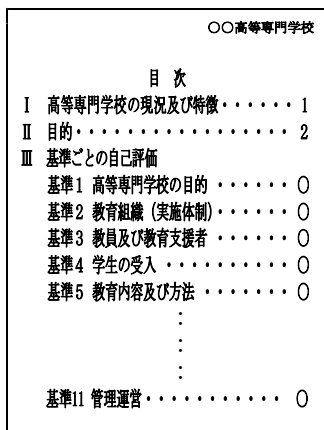 〇〇高等専門学校
目 次
Ⅰ 高等専門学校の現況及び特徴・・・・・・ 1
Ⅱ 目的・・・・・・・・・・・・・・・・・ 2
Ⅲ 基準ごとの自己評価
基準1 高等専門学校の目的 ・・・・・・ 〇
基準2 教育組織（実施体制）・・・・・・ 〇
基準3 教員及び教育支援者 ・・・・・・ 〇
基準4 学生の受入 ・・・・・・・・・・ 〇
基準5 教育内容及び方法 ・・・・・・・ 〇
：
：
：
基準11 管理運営・・・・・・・・・・・ 〇